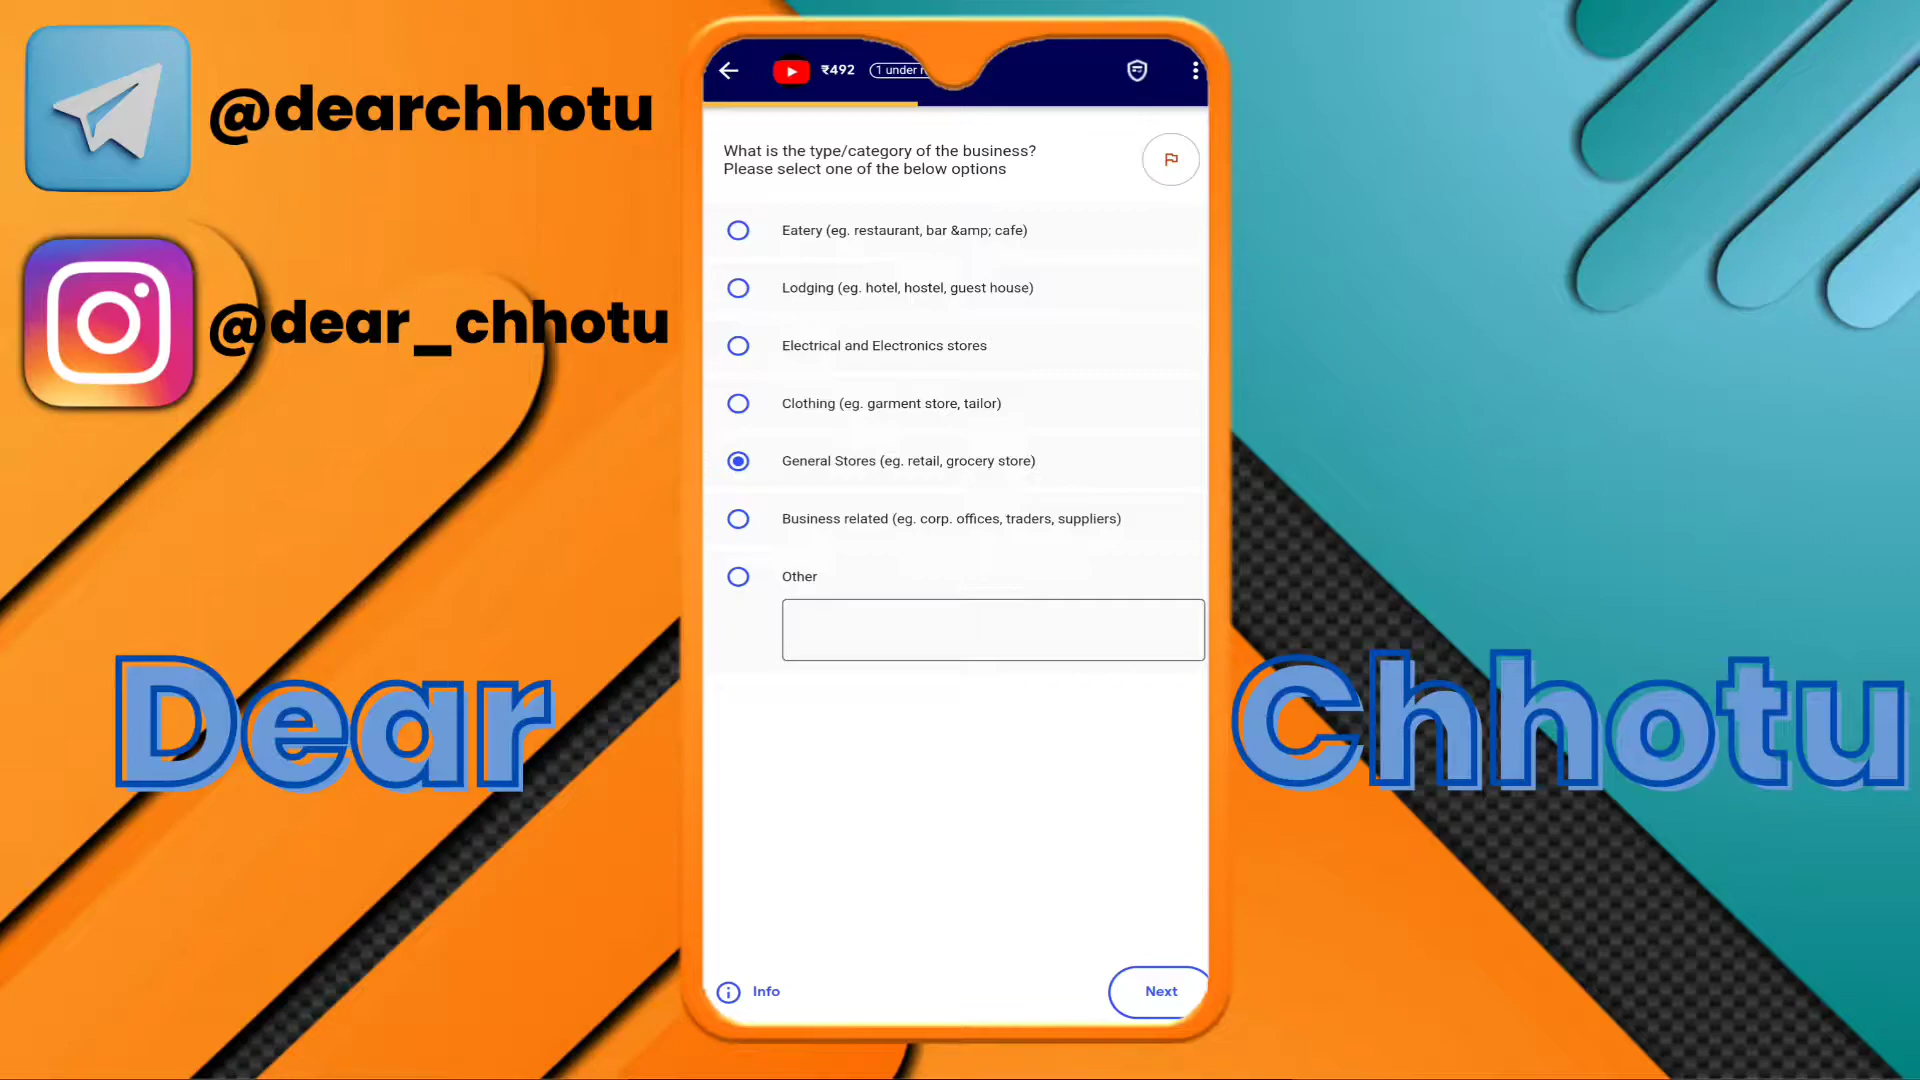 @dearchhotu
@dear_chhotu
Dear
Chhotu
₹492
1 under
What is the type/category of the business?
Please select one of the below options
Eatery (eg. restaurant, bar &amp; cafe)
Lodging (eg. hotel, hostel, guest house)
Electrical and Electronics stores
Clothing (eg. garment store, tailor)
General Stores (eg. retail, grocery store)
Business related (eg. corp. offices, traders, suppliers)
Other
Info
Next